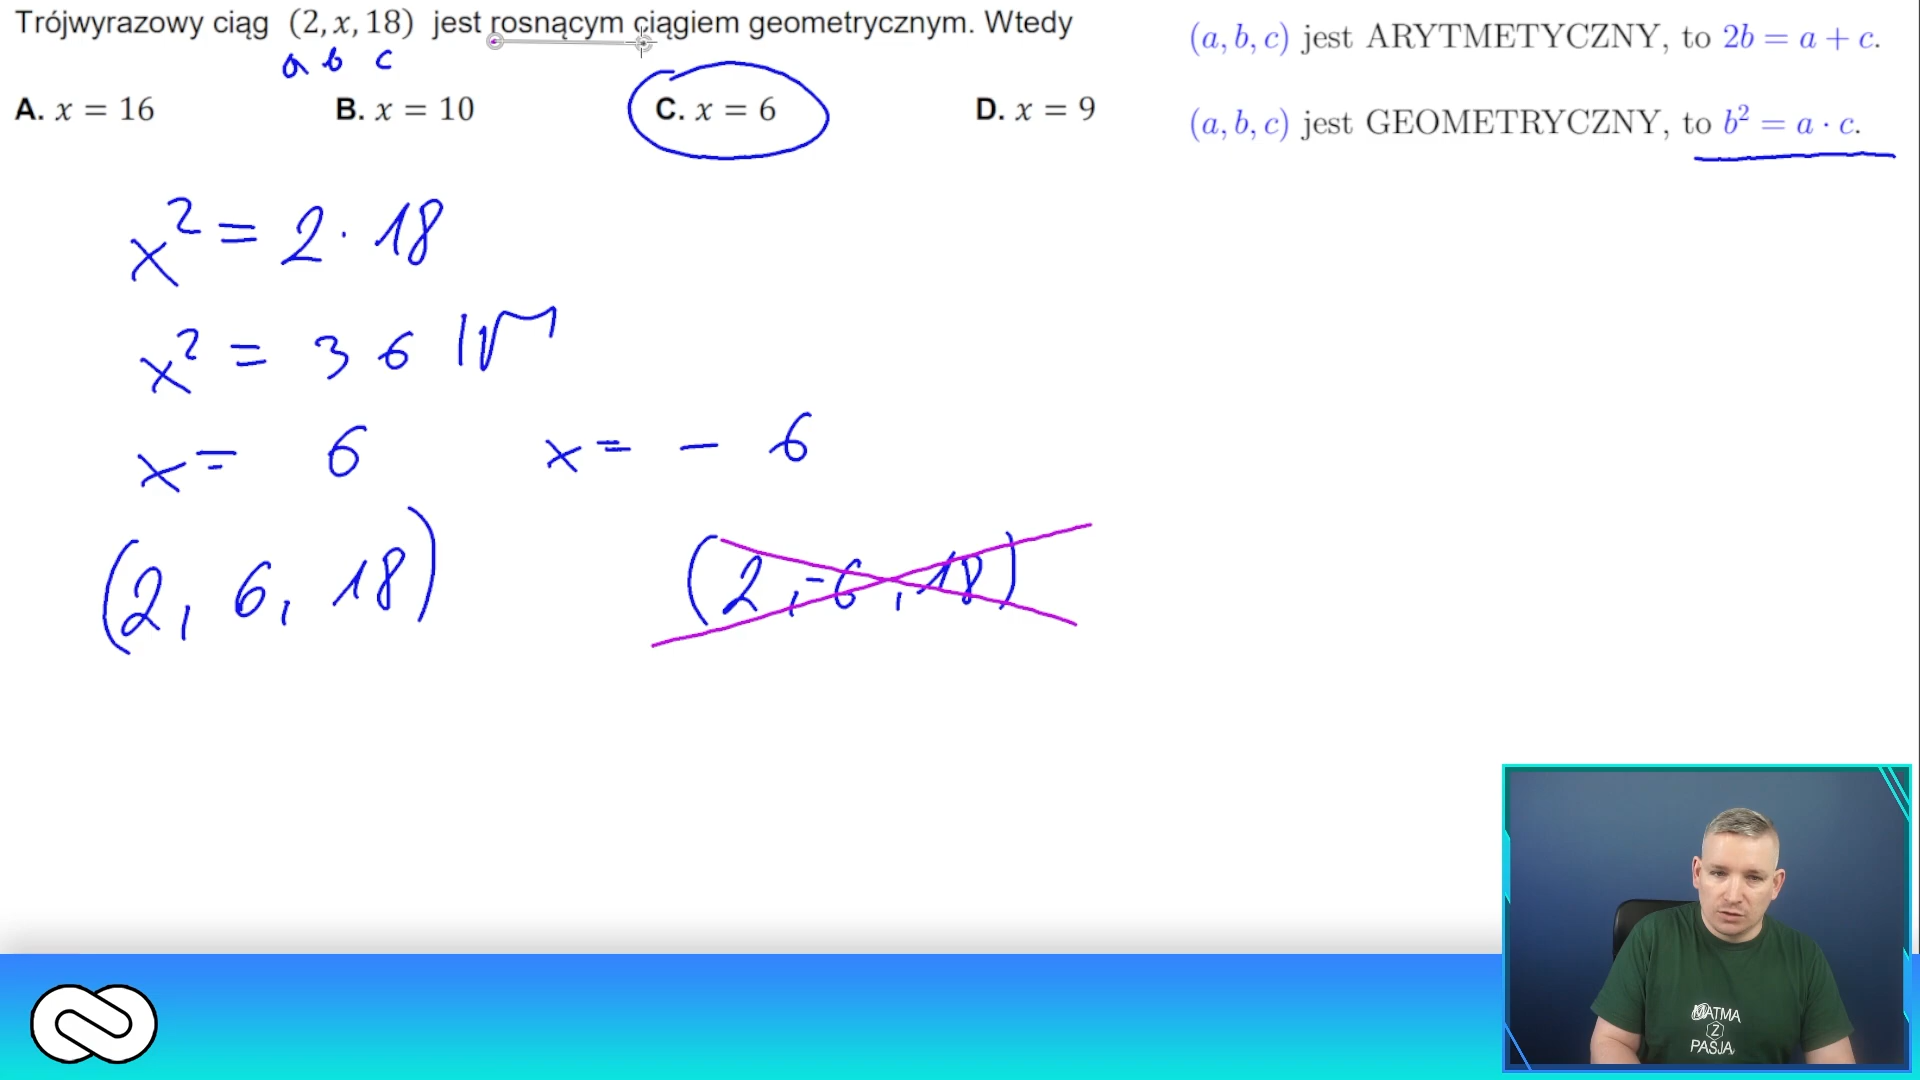 Trójwyrazowy ciąg (2, x, 18) jest rosnącym ciągiem geometrycznym. Wtedy
a b c
A. x = 16 B. x = 10 C. x = 6 D. x = 9
(a, b, c) jest ARYTMETYCZNY, to 2b = a + c.
(a, b, c) jest GEOMETRYCZNY, to b² = a · c.
x² = 2 · 18
x² = 36 |√
x = 6 x = - 6
(2, 6, 18) (2, -6, 18)
MATMA
Z
PASJĄ